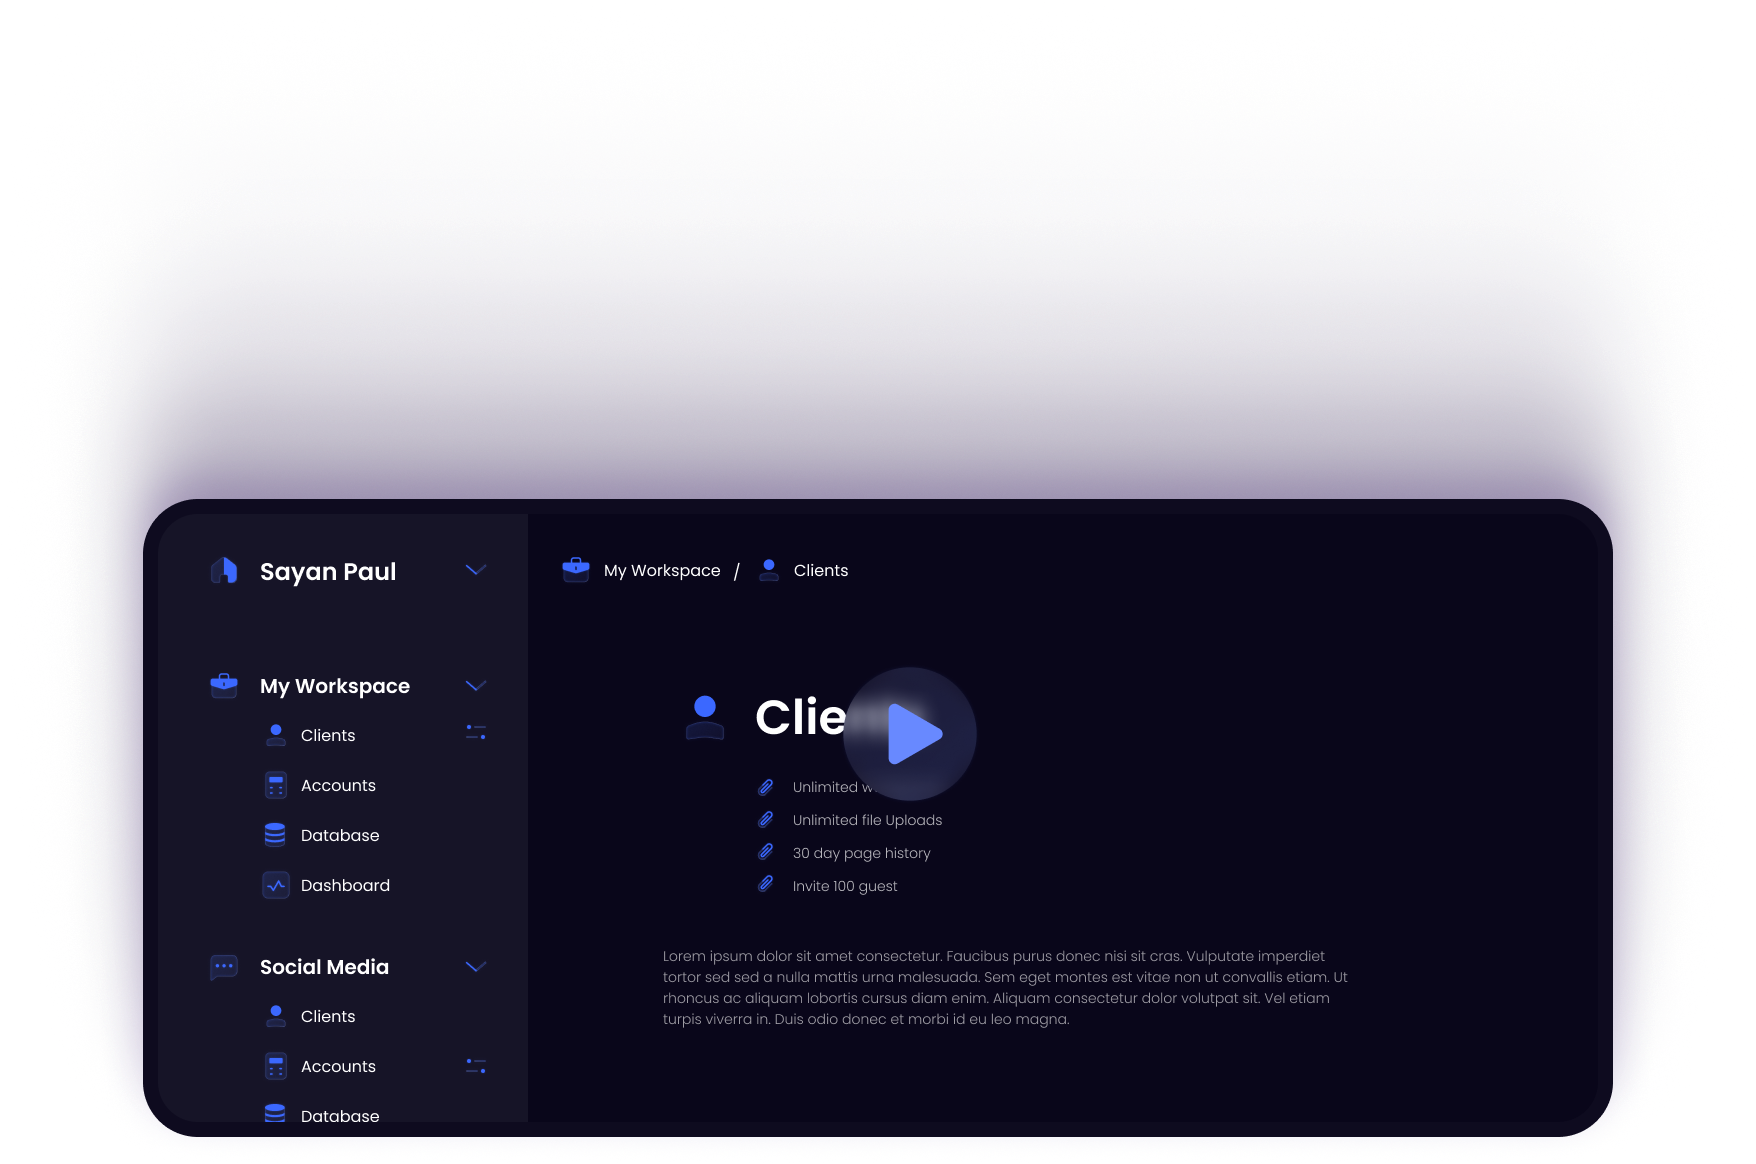 Sayan Paul
My Workspace
Clients
Accounts
Database
Dashboard
Social Media
Clients
Accounts
Database
My Workspace / Clients
Clie
Unlimited
Unlimited file Uploads
30 day page history
Invite 100 guest
Lorem ipsum dolor sit amet consectetur. Faucibus purus donec nisi sit cras. Vulputate imperdiet
tortor sed sed a nulla mattis urna malesuada. Sem eget montes est vitae non ut convallis etiam. Ut
rhoncus ac aliquam lobortis cursus diam enim. Aliquam consectetur dolor volutpat sit. Vel etiam
turpis viverra in. Duis odio donec et morbi id eu leo magna.